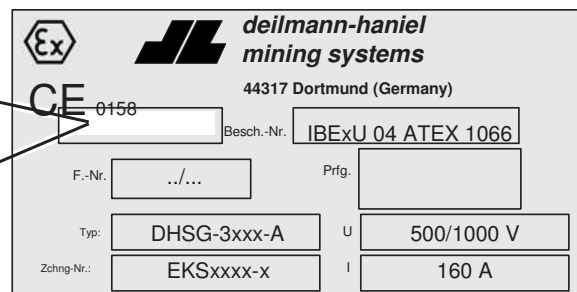 Ex
deilmann-haniel
mining systems
44317 Dortmund (Germany)
CE 0158
Besch.-Nr. IBExU 04 ATEX 1066
F.-Nr. ../... Prfg.
Typ: DHSG-3xxx-A U 500/1000 V
Zchng-Nr.: EKSxxxx-x I 160 A